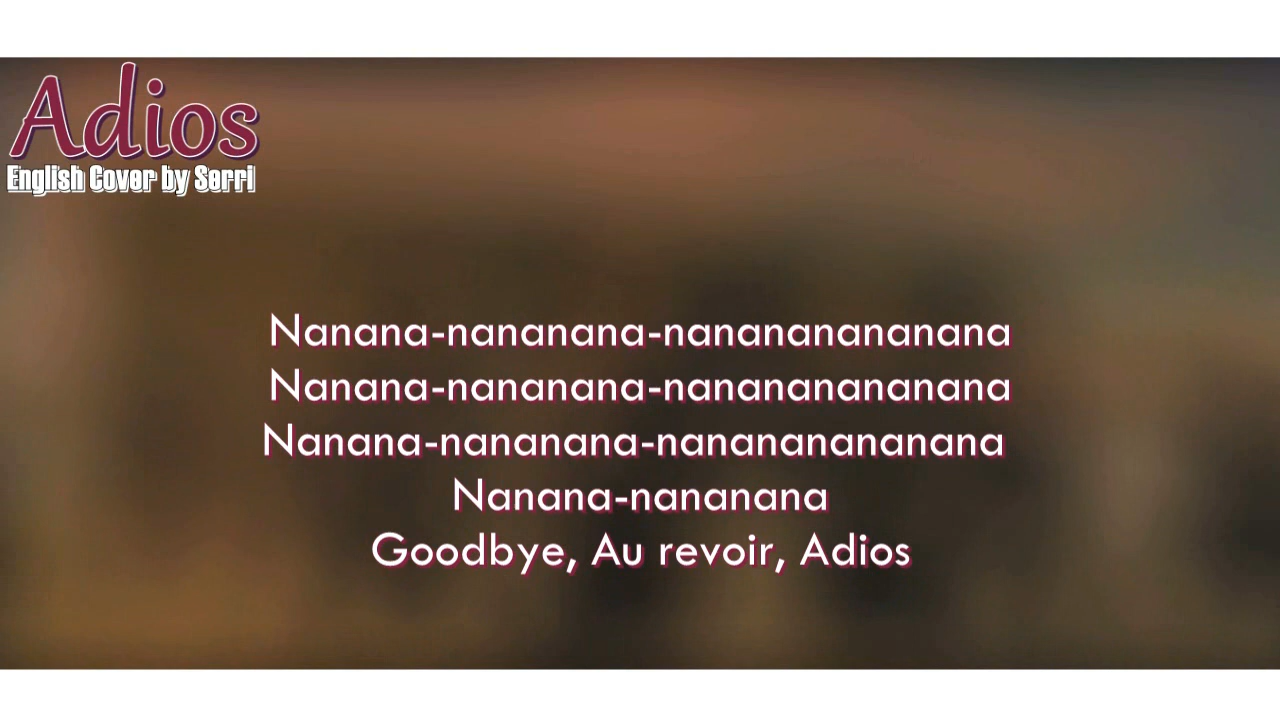 Adios
English Cover by Serri
Nanana-nananana-nanananananana
Nanana-nananana-nanananananana
Nanana-nananana-nanananananana
Nanana-nananana
Goodbye, Au revoir, Adios